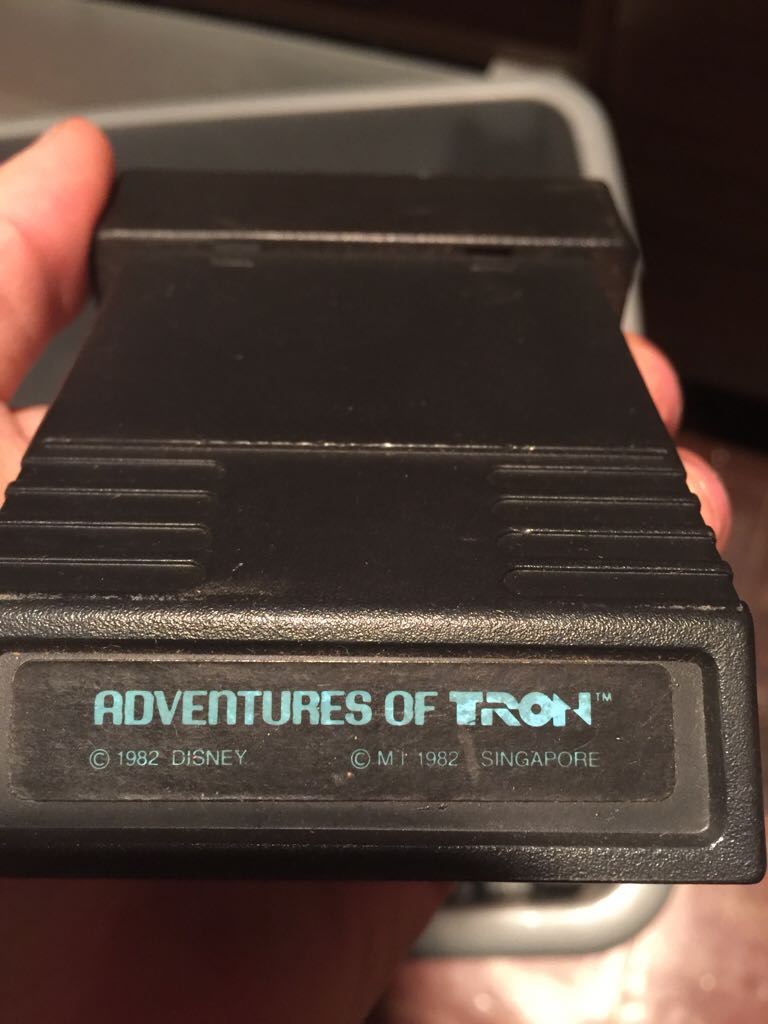 ADVENTURES OF TRON™
© 1982 DISNEY © M I 1982 SINGAPORE